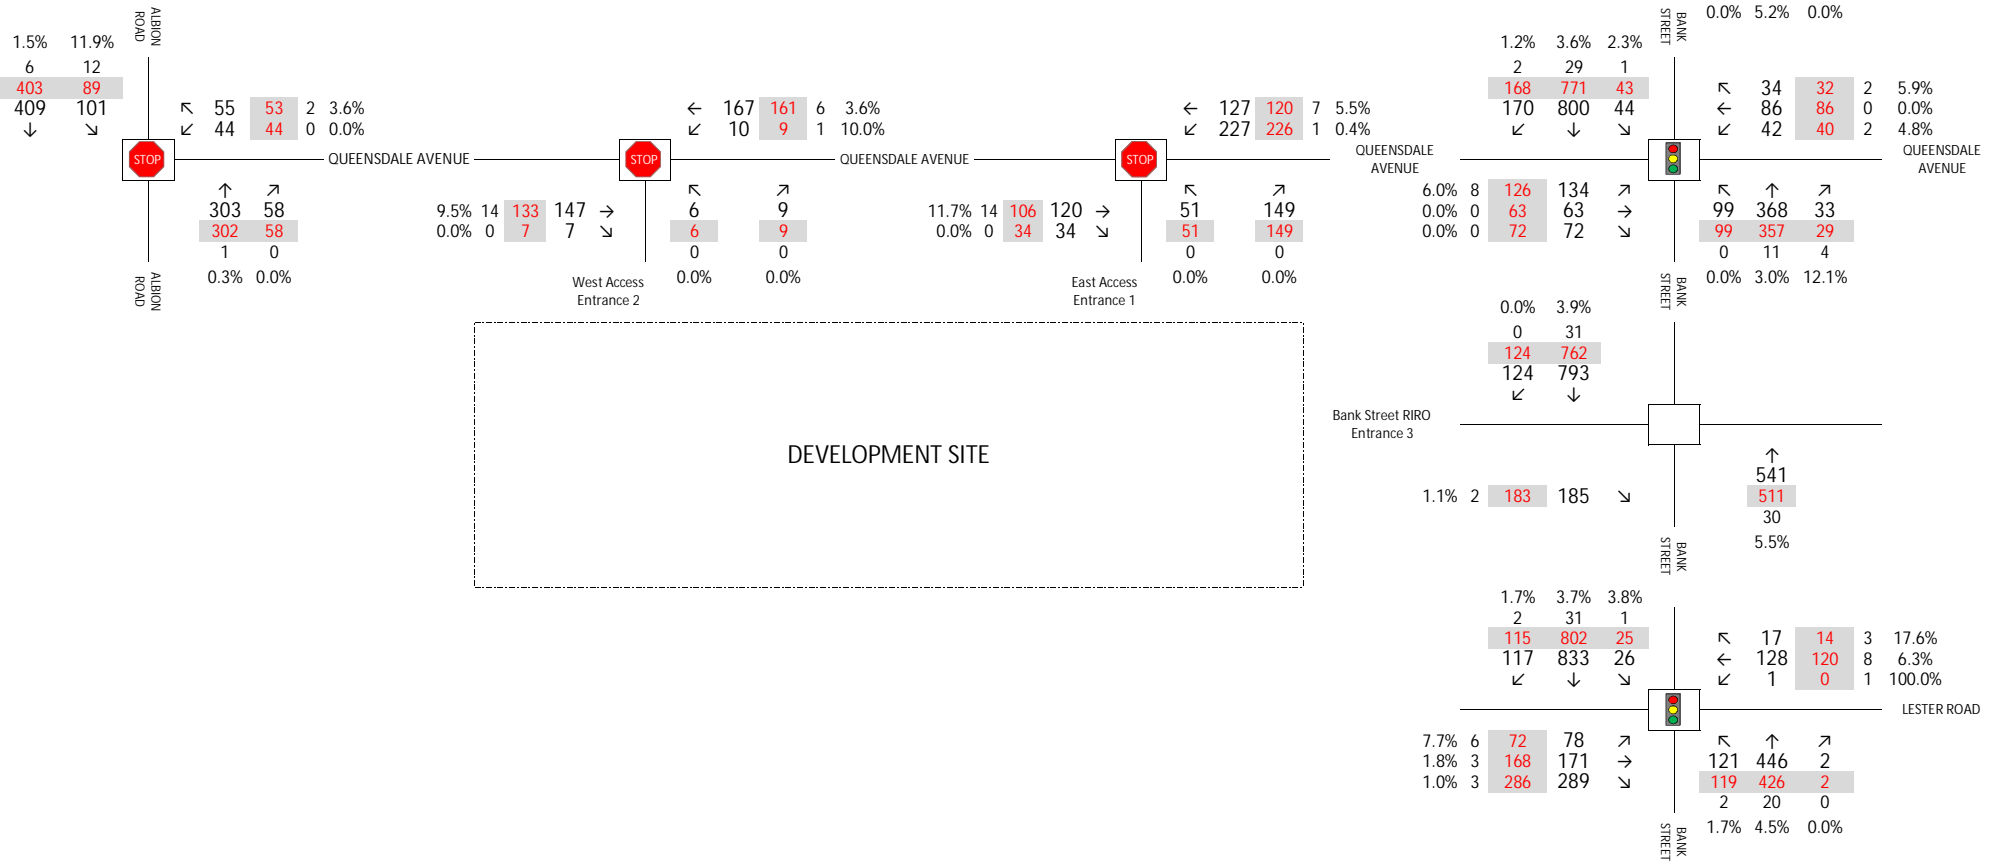 0.0% 5.2% 0.0%
ALBION ROAD
BANK STREET
1.5% 11.9%
1.2% 3.6% 2.3%
6 12
2 29 1
403 89
168 771 43
↖ 34 32 2 5.9%
409 101
↖ 55 53 2 3.6%
← 167 161 6 3.6%
← 127 120 7 5.5%
170 800 44
← 86 86 0 0.0%
↓ ↘
↙ 44 44 0 0.0%
↙ 10 9 1 10.0%
↙ 227 226 1 0.4%
↙ ↓ ↘
↙ 42 40 2 4.8%
STOP
QUEENSDALE AVENUE
STOP
QUEENSDALE AVENUE
STOP
QUEENSDALE
AVENUE
QUEENSDALE
AVENUE
↑ ↗
303 58
302 58
1 0
0.3% 0.0%
ALBION ROAD
9.5% 14 133 147 →
0.0% 0 7 7 ↘
↖ ↗
6 9
6 9
0 0
0.0% 0.0%
West Access
Entrance 2
11.7% 14 106 120 →
0.0% 0 34 34 ↘
↖ ↗
51 149
51 149
0 0
0.0% 0.0%
East Access
Entrance 1
6.0% 8 126 134 ↗
0.0% 0 63 63 →
0.0% 0 72 72 ↘
↖ ↑ ↗
99 368 33
99 357 29
0 11 4
0.0% 3.0% 12.1%
BANK STREET
0.0% 3.9%
0 31
124 762
124 793
↙ ↓
Bank Street RIRO
Entrance 3
DEVELOPMENT SITE
1.1% 2 183 185 ↘
↑
541
511
30
5.5%
BANK STREET
1.7% 3.7% 3.8%
2 31 1
115 802 25
117 833 26
↙ ↓ ↘
↖ 17 14 3 17.6%
← 128 120 8 6.3%
↙ 1 0 1 100.0%
LESTER ROAD
7.7% 6 72 78 ↗
1.8% 3 168 171 →
1.0% 3 286 289 ↘
↖ ↑ ↗
121 446 2
119 426 2
2 20 0
1.7% 4.5% 0.0%
BANK STREET